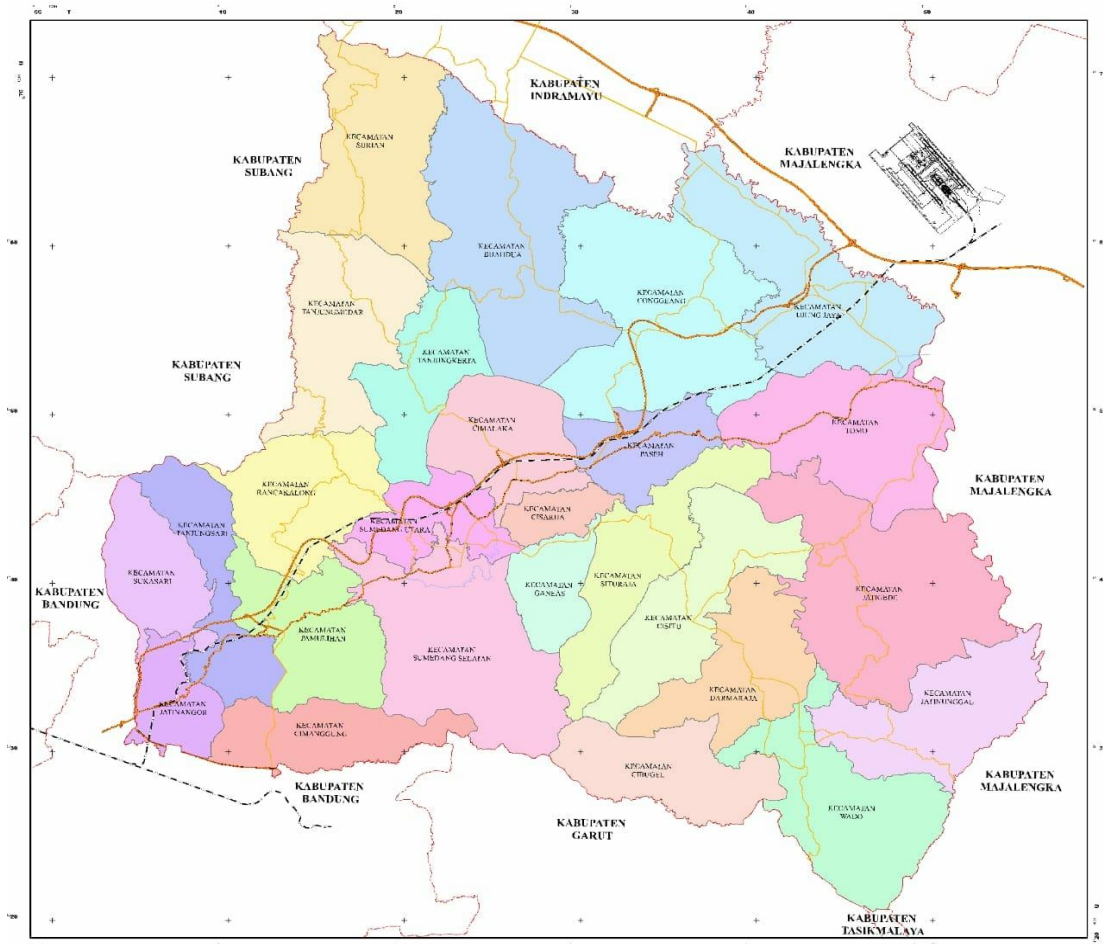 KABUPATEN
INDRAMAYU
KECAMATAN
SURIAN
KABUPATEN
SUBANG
KABUPATEN
MAJALENGKA
KECAMATAN
BUAHDUA
KECAMATAN
CONGGEANG
KECAMATAN
TANJUNGMEDAR
KECAMATAN
UJUNG JAYA
KECAMATAN
TANJUNGKERTA
KABUPATEN
SUBANG
KECAMATAN
CIMALAKA
KECAMATAN
TOMO
KECAMATAN
PASEH
KECAMATAN
RANCAKALONG
KABUPATEN
MAJALENGKA
KECAMATAN
TANJUNGSARI
KECAMATAN
SUMEDANG UTARA
KECAMATAN
CISARUA
KECAMATAN
SUKASARI
KECAMATAN
GANEAS
KECAMATAN
SITURAJA
KECAMATAN
JATIGEDE
KABUPATEN
BANDUNG
KECAMATAN
PAMULIHAN
KECAMATAN
CISITU
KECAMATAN
SUMEDANG SELATAN
KECAMATAN
DARMARAJA
KECAMATAN
JATINUNGGAL
KECAMATAN
JATINANGOR
KECAMATAN
CIMANGGUNG
KECAMATAN
CIBUGEL
KABUPATEN
BANDUNG
KABUPATEN
MAJALENGKA
KECAMATAN
WADO
KABUPATEN
GARUT
KABUPATEN
TASIKMALAYA